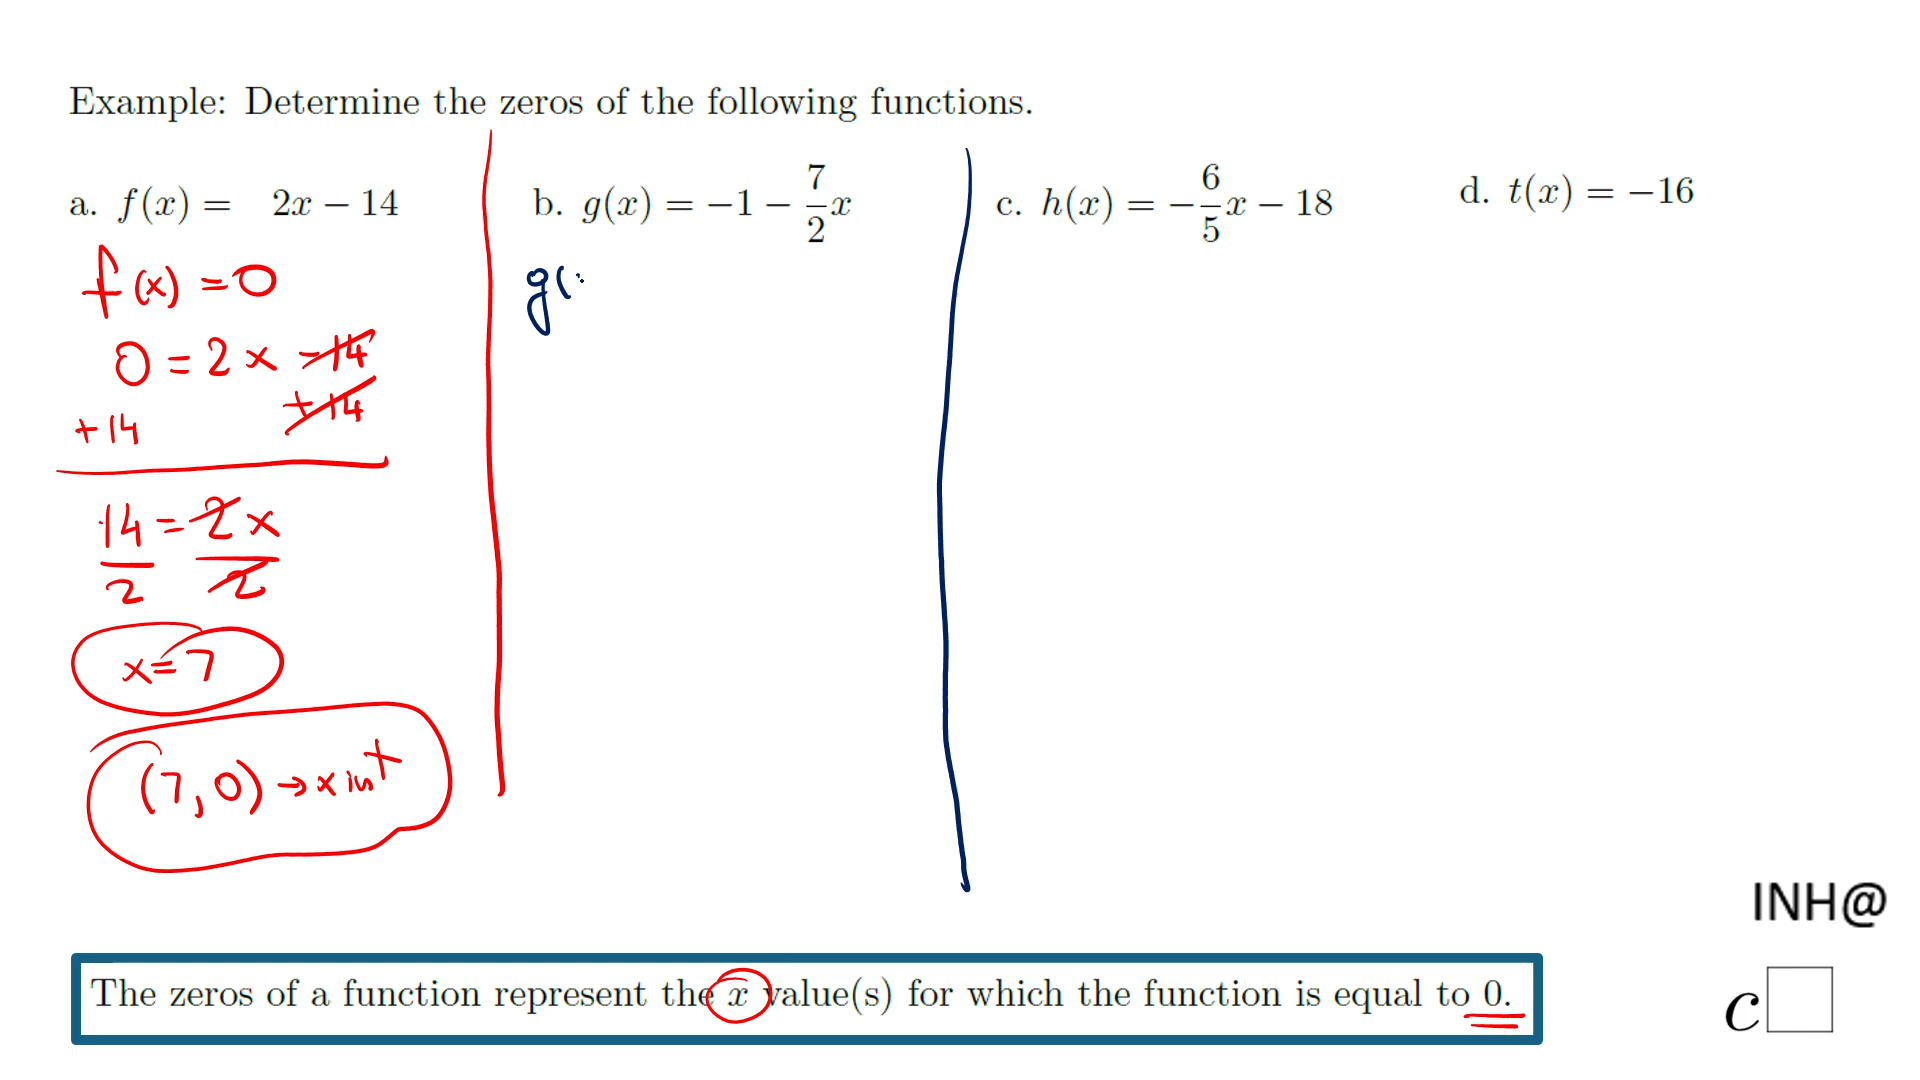 Example: Determine the zeros of the following functions.
a. f(x) = 2x − 14
b. g(x) = −1 − 7/2 x
c. h(x) = −6/5 x − 18
d. t(x) = −16
f(x) = 0
0 = 2x −14
+14 +14
14 = 2x
2 2
x = 7
(7,0) → x int
g(
The zeros of a function represent the x value(s) for which the function is equal to 0.
INH@
c